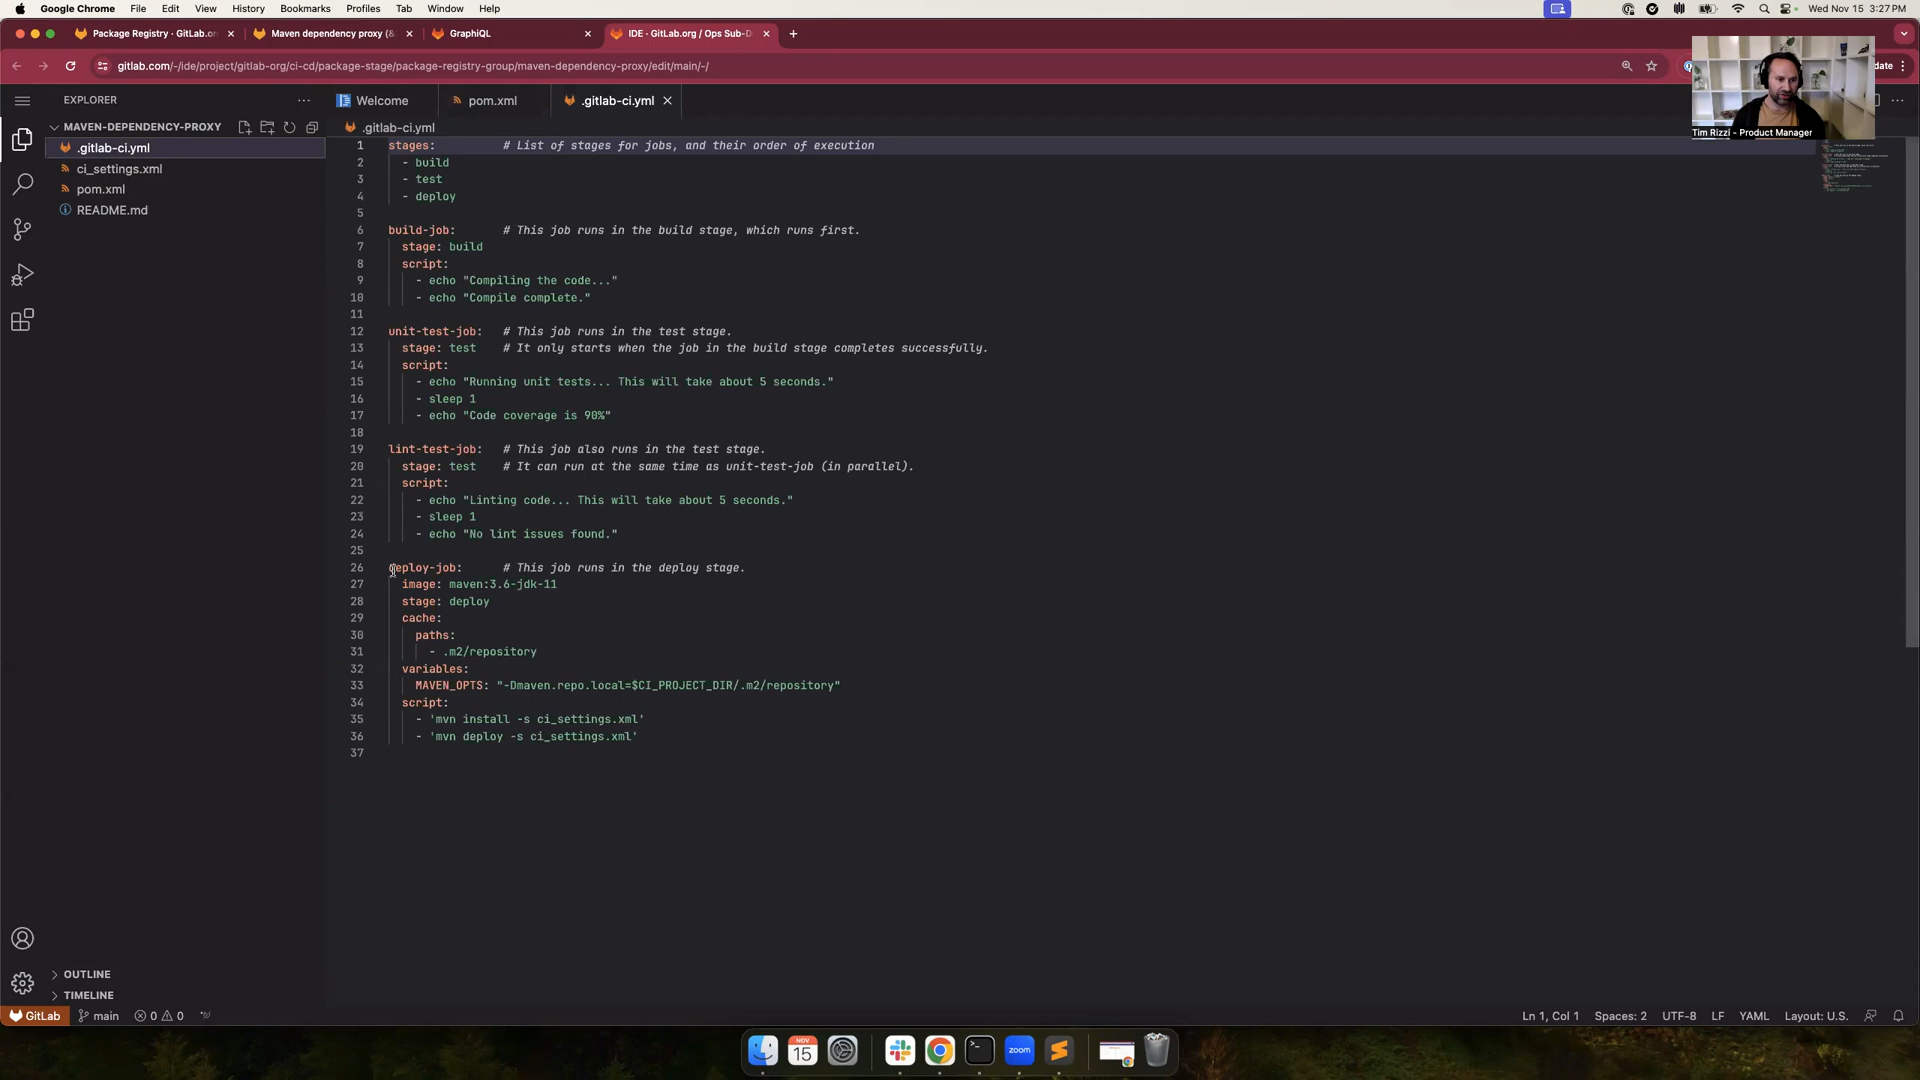 Google Chrome File Edit View History Bookmarks Profiles Tab Window Help
Wed Nov 15 3:27 PM
Package Registry · GitLab.or
Maven dependency proxy (&
GraphiQL
IDE · GitLab.org / Ops Sub-D
gitlab.com/-/ide/project/gitlab-org/ci-cd/package-stage/package-registry-group/maven-dependency-proxy/edit/main/-/
date
Tim Rizzi - Product Manager
EXPLORER
MAVEN-DEPENDENCY-PROXY
.gitlab-ci.yml
ci_settings.xml
pom.xml
README.md
OUTLINE
TIMELINE
Welcome
pom.xml
.gitlab-ci.yml
.gitlab-ci.yml
1 stages: # List of stages for jobs, and their order of execution
2 - build
3 - test
4 - deploy
5
6 build-job: # This job runs in the build stage, which runs first.
7 stage: build
8 script:
9 - echo "Compiling the code..."
10 - echo "Compile complete."
11
12 unit-test-job: # This job runs in the test stage.
13 stage: test # It only starts when the job in the build stage completes successfully.
14 script:
15 - echo "Running unit tests... This will take about 5 seconds."
16 - sleep 1
17 - echo "Code coverage is 90%"
18
19 lint-test-job: # This job also runs in the test stage.
20 stage: test # It can run at the same time as unit-test-job (in parallel).
21 script:
22 - echo "Linting code... This will take about 5 seconds."
23 - sleep 1
24 - echo "No lint issues found."
25
26 deploy-job: # This job runs in the deploy stage.
27 image: maven:3.6-jdk-11
28 stage: deploy
29 cache:
30 paths:
31 - .m2/repository
32 variables:
33 MAVEN_OPTS: "-Dmaven.repo.local=$CI_PROJECT_DIR/.m2/repository"
34 script:
35 - 'mvn install -s ci_settings.xml'
36 - 'mvn deploy -s ci_settings.xml'
37
GitLab main 0 0
Ln 1, Col 1 Spaces: 2 UTF-8 LF YAML Layout: U.S.
NOV
15
zoom